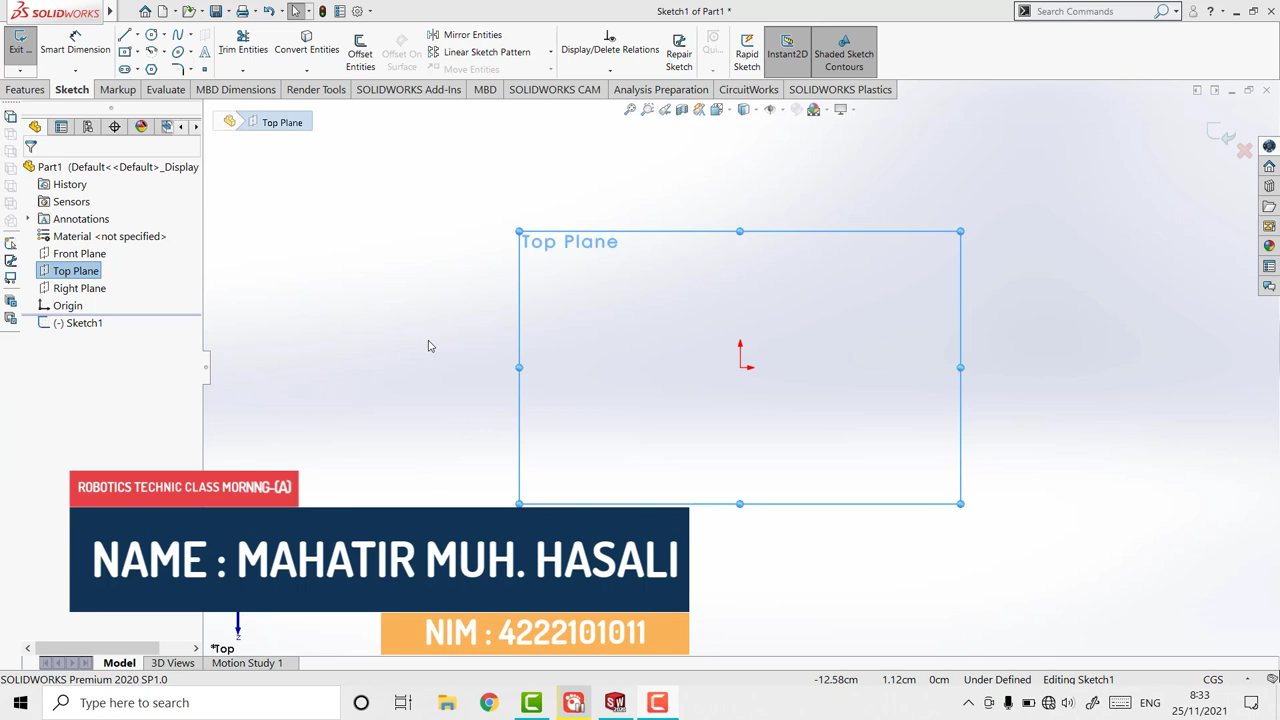 SOLIDWORKS
Sketch1 of Part1 *
Search Commands
Exit ...
Smart Dimension
Trim Entities
Convert Entities
Offset Entities
Offset On Surface
Mirror Entities
Linear Sketch Pattern
Move Entities
Display/Delete Relations
Repair Sketch
Qui...
Rapid Sketch
Instant2D
Shaded Sketch Contours
Features
Sketch
Markup
Evaluate
MBD Dimensions
Render Tools
SOLIDWORKS Add-Ins
MBD
SOLIDWORKS CAM
Analysis Preparation
CircuitWorks
SOLIDWORKS Plastics
Top Plane
Part1 (Default<<Default>_Display
History
Sensors
Annotations
Material <not specified>
Front Plane
Top Plane
Right Plane
Origin
(-) Sketch1
Top Plane
ROBOTICS TECHNIC CLASS MORNNG-(A)
NAME : MAHATIR MUH. HASALI
NIM : 4222101011
z
*Top
Model
3D Views
Motion Study 1
SOLIDWORKS Premium 2020 SP1.0
-12.58cm
1.12cm
0cm
Under Defined
Editing Sketch1
CGS
Type here to search
ENG
8:33
25/11/2021